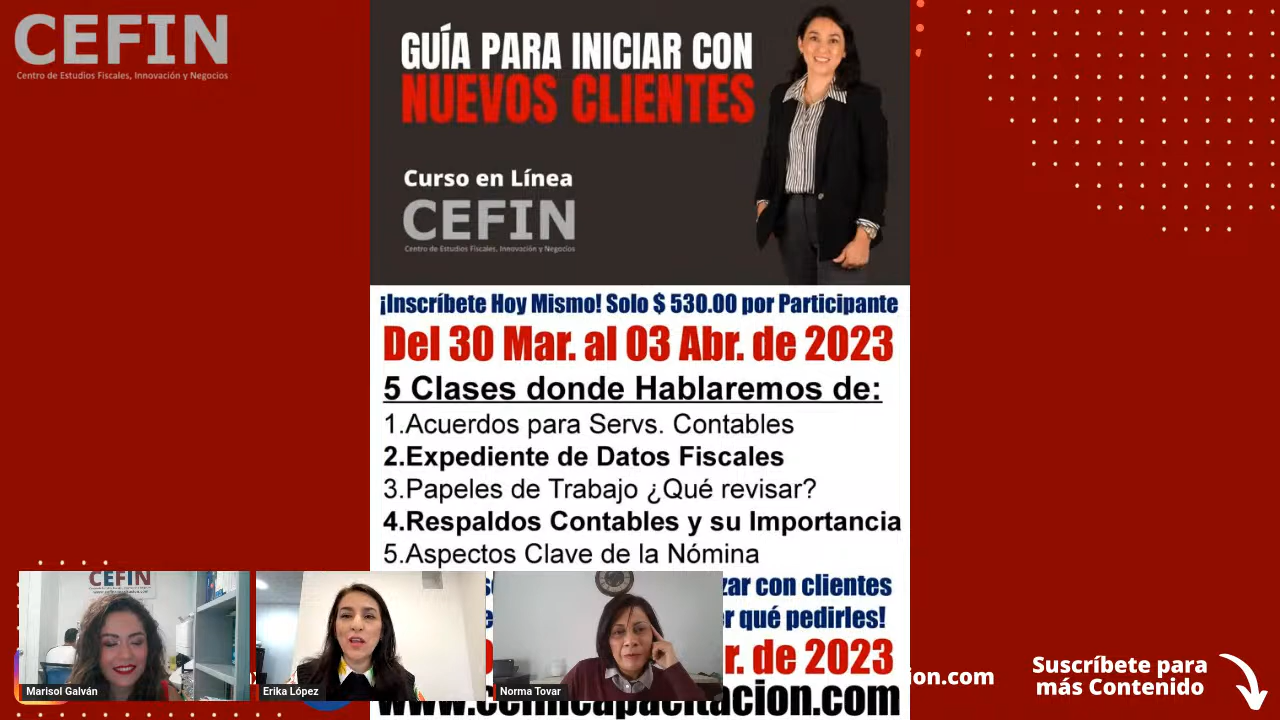 CEFIN
Centro de Estudios Fiscales, Innovación y Negocios
GUÍA PARA INICIAR CON
NUEVOS CLIENTES
Curso en Línea
CEFIN
Centro de Estudios Fiscales, Innovación y Negocios
¡Inscríbete Hoy Mismo! Solo $ 530.00 por Participante
Del 30 Mar. al 03 Abr. de 2023
5 Clases donde Hablaremos de:
1.Acuerdos para Servs. Contables
2.Expediente de Datos Fiscales
3.Papeles de Trabajo ¿Qué revisar?
4.Respaldos Contables y su Importancia
5.Aspectos Clave de la Nómina
con clientes
qué pedirles!
de 2023
CEFIN
Marisol Galván
Erika López
Norma Tovar
Suscríbete para
más Contenido